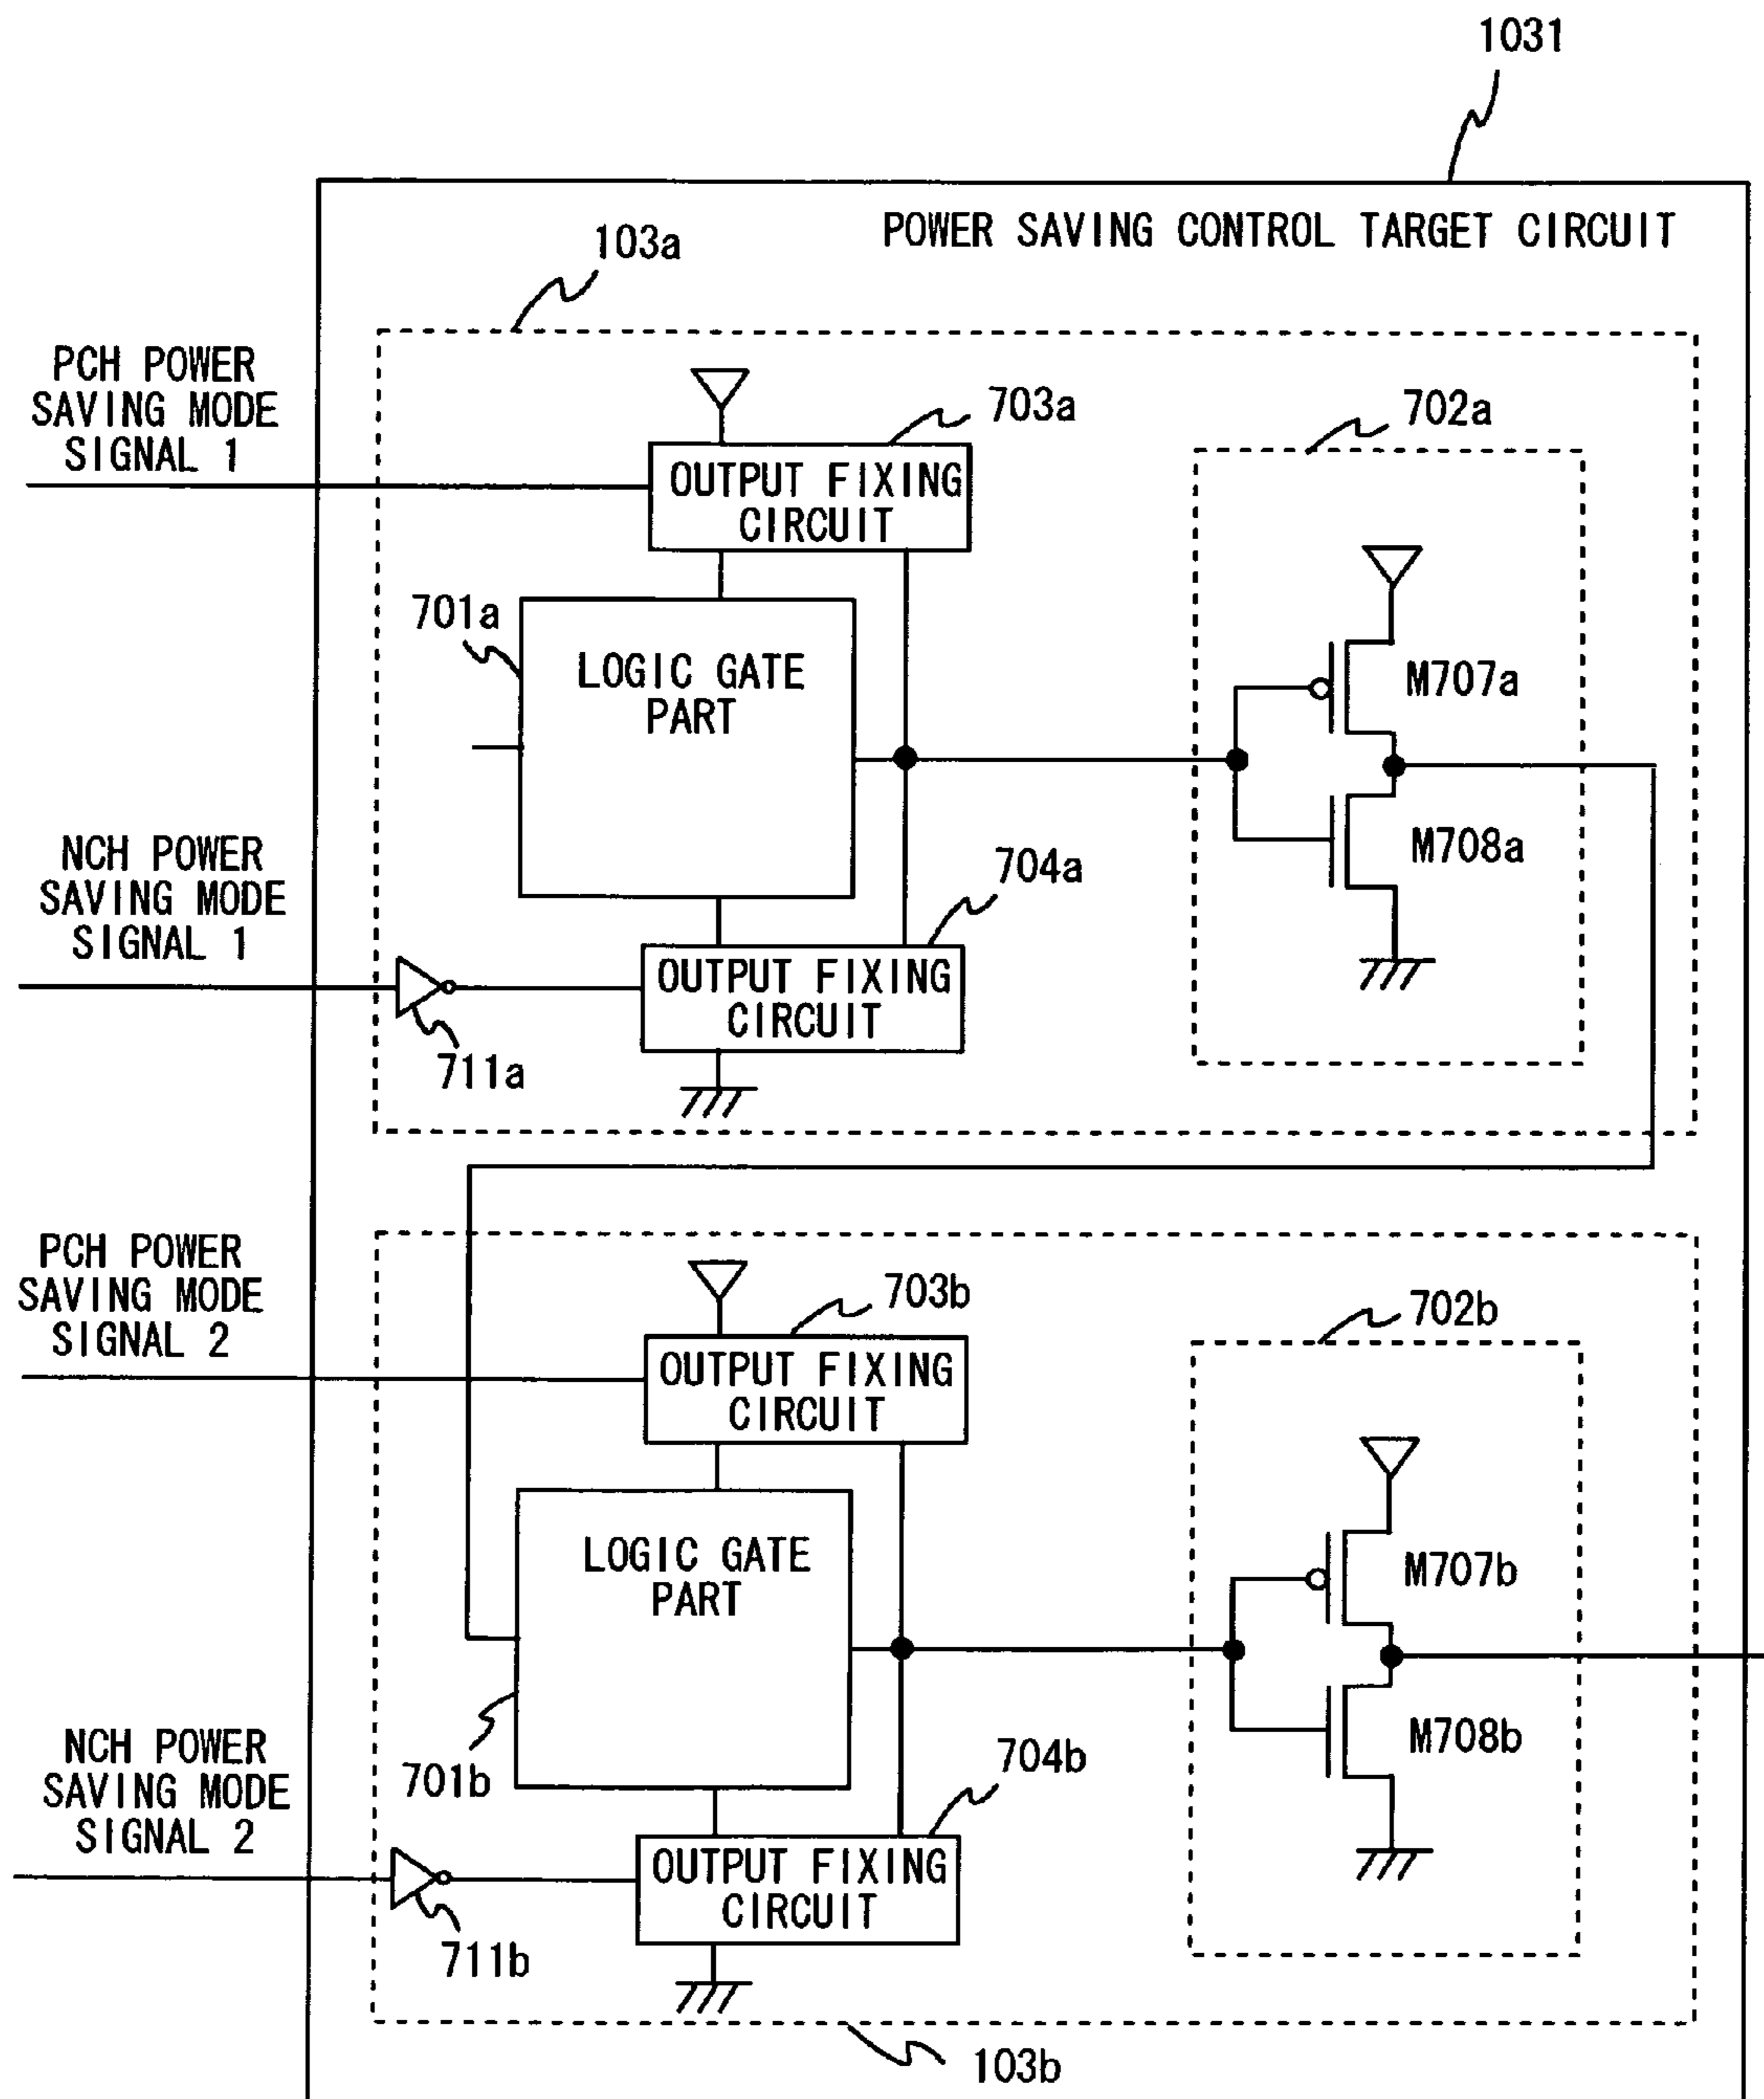 1031
POWER SAVING CONTROL TARGET CIRCUIT
103a
PCH POWER
SAVING MODE
SIGNAL 1
703a
702a
OUTPUT FIXING
CIRCUIT
701a
LOGIC GATE
PART
M707a
M708a
NCH POWER
SAVING MODE
SIGNAL 1
704a
OUTPUT FIXING
CIRCUIT
711a
PCH POWER
SAVING MODE
SIGNAL 2
703b
702b
OUTPUT FIXING
CIRCUIT
LOGIC GATE
PART
M707b
M708b
NCH POWER
SAVING MODE
SIGNAL 2
701b
704b
OUTPUT FIXING
CIRCUIT
711b
103b